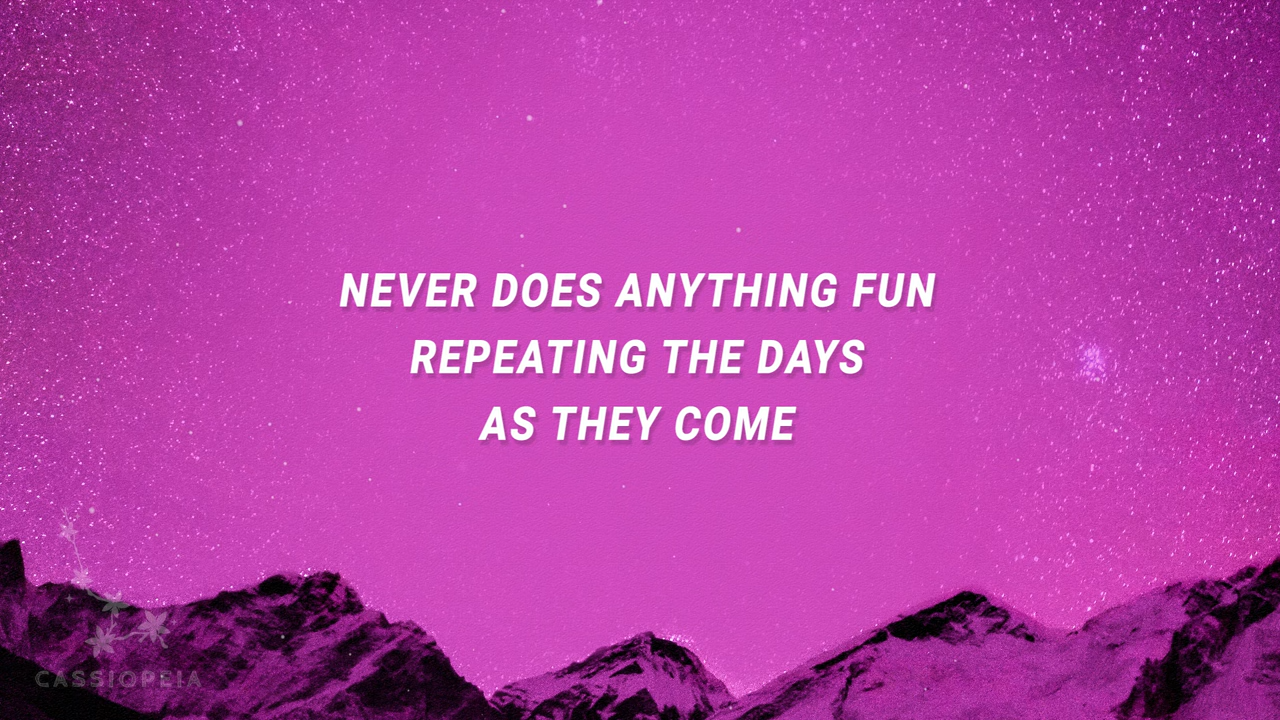 NEVER DOES ANYTHING FUN
REPEATING THE DAYS
AS THEY COME
CASSIOPEIA